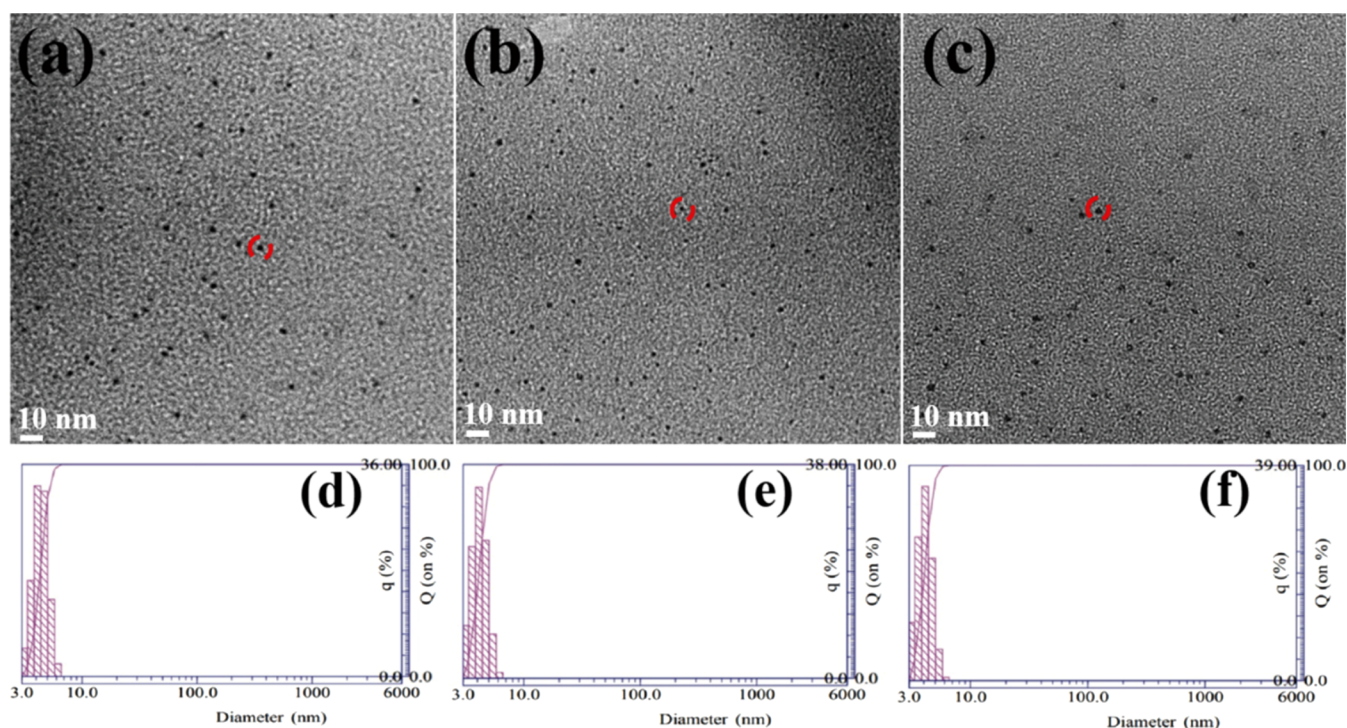 (a)
(b)
(c)
10 nm
10 nm
10 nm
36.00 100.0
(d)
q (%)
Q (on %)
0.0 0.0
3.0 10.0 100.0 1000 6000
Diameter (nm)
38.00 100.0
(e)
q (%)
Q (on %)
0.0 0.0
3.0 10.0 100.0 1000 6000
Diameter (nm)
39.00 100.0
(f)
q (%)
Q (on %)
0.0 0.0
3.0 10.0 100.0 1000 6000
Diameter (nm)